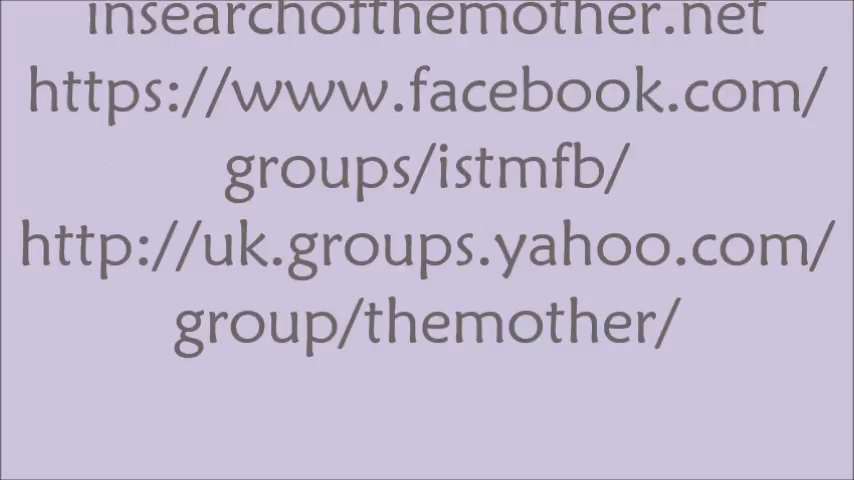 insearchofthemother.net
https://www.facebook.com/
groups/istmfb/
http://uk.groups.yahoo.com/
group/themother/